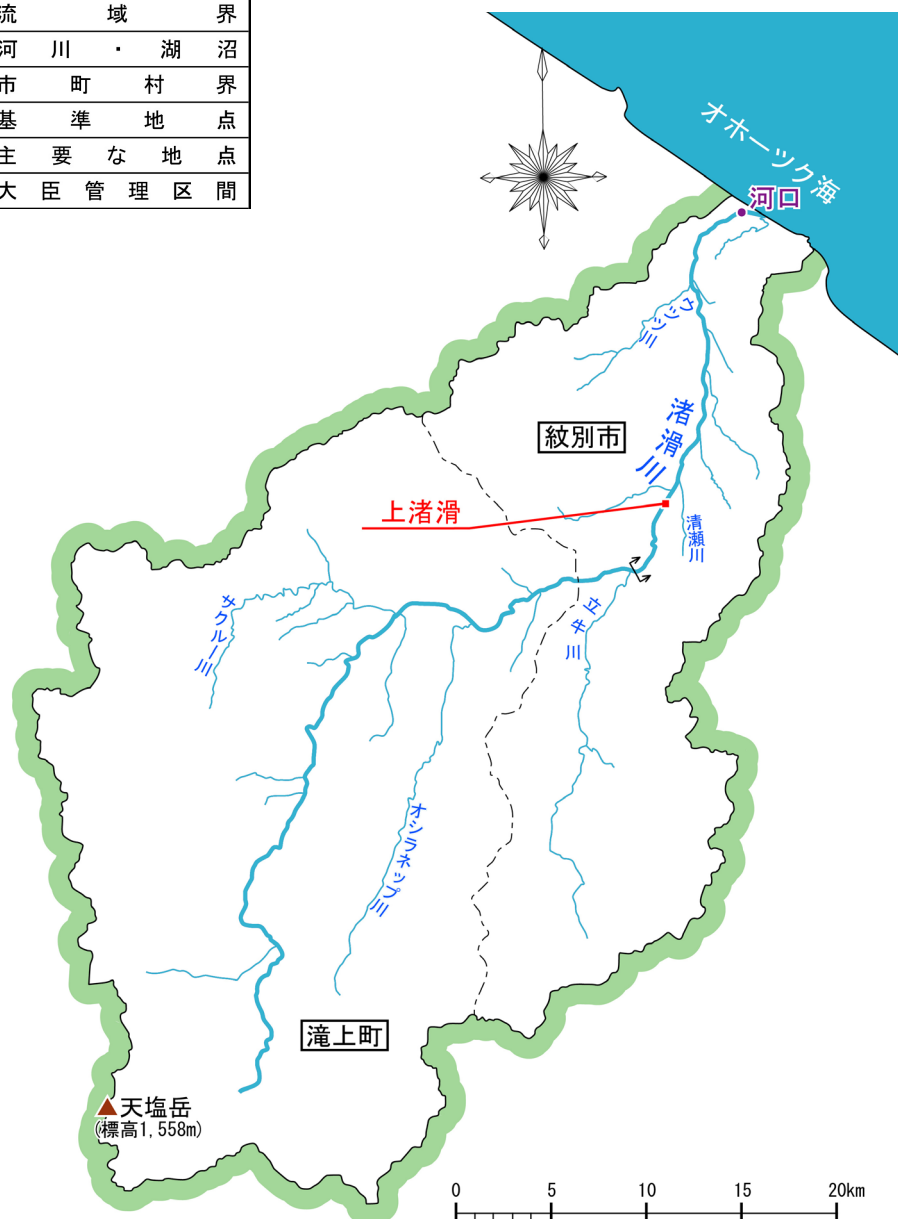 流域界
河川・湖沼
市町村界
基準地点
主要な地点
大臣管理区間
オホーツク海
河口
ウツツ川
渚滑川
紋別市
上渚滑
清瀬川
サクルー川
立牛川
オシラネップ川
滝上町
天塩岳
(標高1,558m)
0 5 10 15 20km